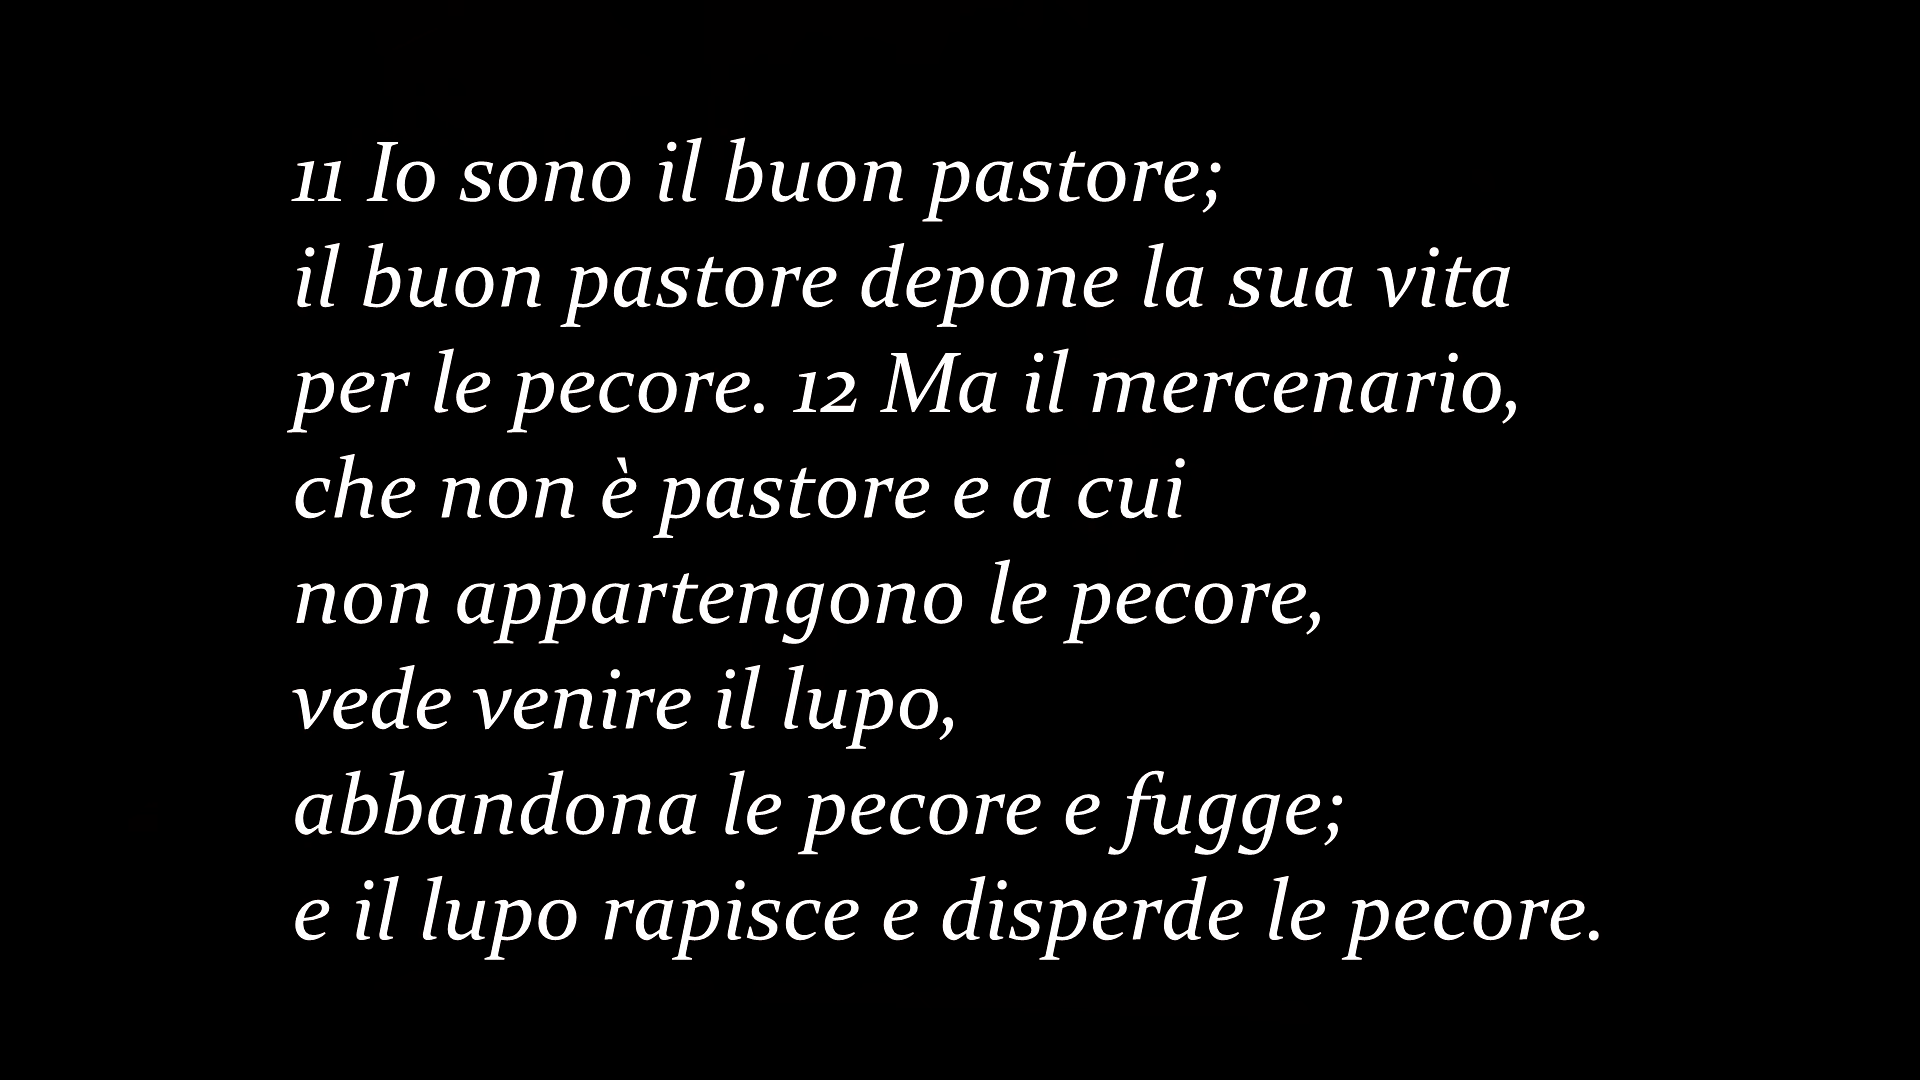 11 Io sono il buon pastore;
il buon pastore depone la sua vita
per le pecore. 12 Ma il mercenario,
che non è pastore e a cui
non appartengono le pecore,
vede venire il lupo,
abbandona le pecore e fugge;
e il lupo rapisce e disperde le pecore.